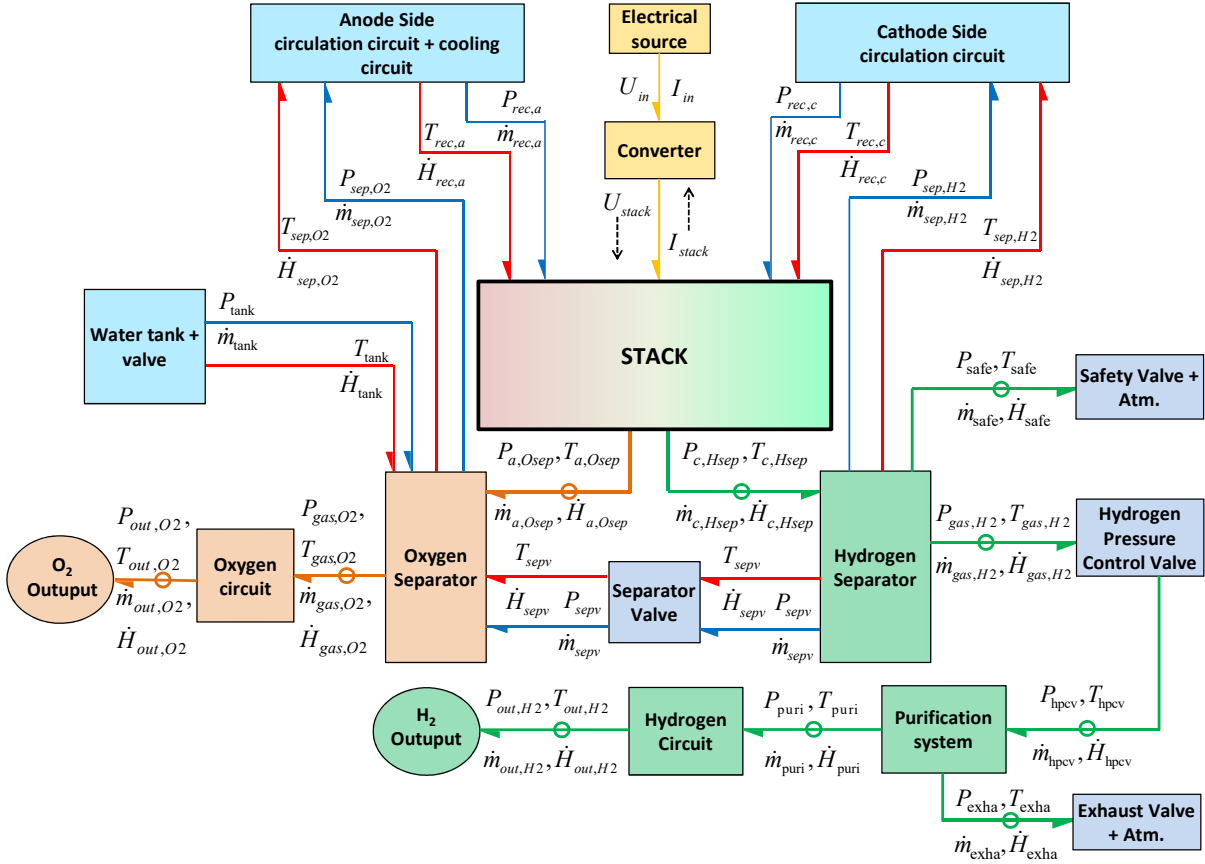 Anode Side
circulation circuit + cooling
circuit
Electrical
source
Cathode Side
circulation circuit
U_in
I_in
Converter
P_rec,a
ṁ_rec,a
T_rec,a
Ḣ_rec,a
P_rec,c
ṁ_rec,c
T_rec,c
Ḣ_rec,c
P_sep,O2
ṁ_sep,O2
T_sep,O2
Ḣ_sep,O2
U_stack
I_stack
P_sep,H2
ṁ_sep,H2
T_sep,H2
Ḣ_sep,H2
Water tank +
valve
P_tank
ṁ_tank
T_tank
Ḣ_tank
STACK
P_safe, T_safe
ṁ_safe, Ḣ_safe
Safety Valve +
Atm.
P_a,Osep, T_a,Osep
ṁ_a,Osep, Ḣ_a,Osep
P_c,Hsep, T_c,Hsep
ṁ_c,Hsep, Ḣ_c,Hsep
O2
Outuput
P_out,O2,
T_out,O2
ṁ_out,O2,
Ḣ_out,O2
Oxygen
circuit
P_gas,O2,
T_gas,O2
ṁ_gas,O2,
Ḣ_gas,O2
Oxygen
Separator
T_sepv
Ḣ_sepv
P_sepv
ṁ_sepv
Separator
Valve
T_sepv
Ḣ_sepv
P_sepv
ṁ_sepv
Hydrogen
Separator
P_gas,H2, T_gas,H2
ṁ_gas,H2, Ḣ_gas,H2
Hydrogen
Pressure
Control Valve
H2
Outuput
P_out,H2, T_out,H2
ṁ_out,H2, Ḣ_out,H2
Hydrogen
Circuit
P_puri, T_puri
ṁ_puri, Ḣ_puri
Purification
system
P_hpcv, T_hpcv
ṁ_hpcv, Ḣ_hpcv
P_exha, T_exha
ṁ_exha, Ḣ_exha
Exhaust Valve
+ Atm.